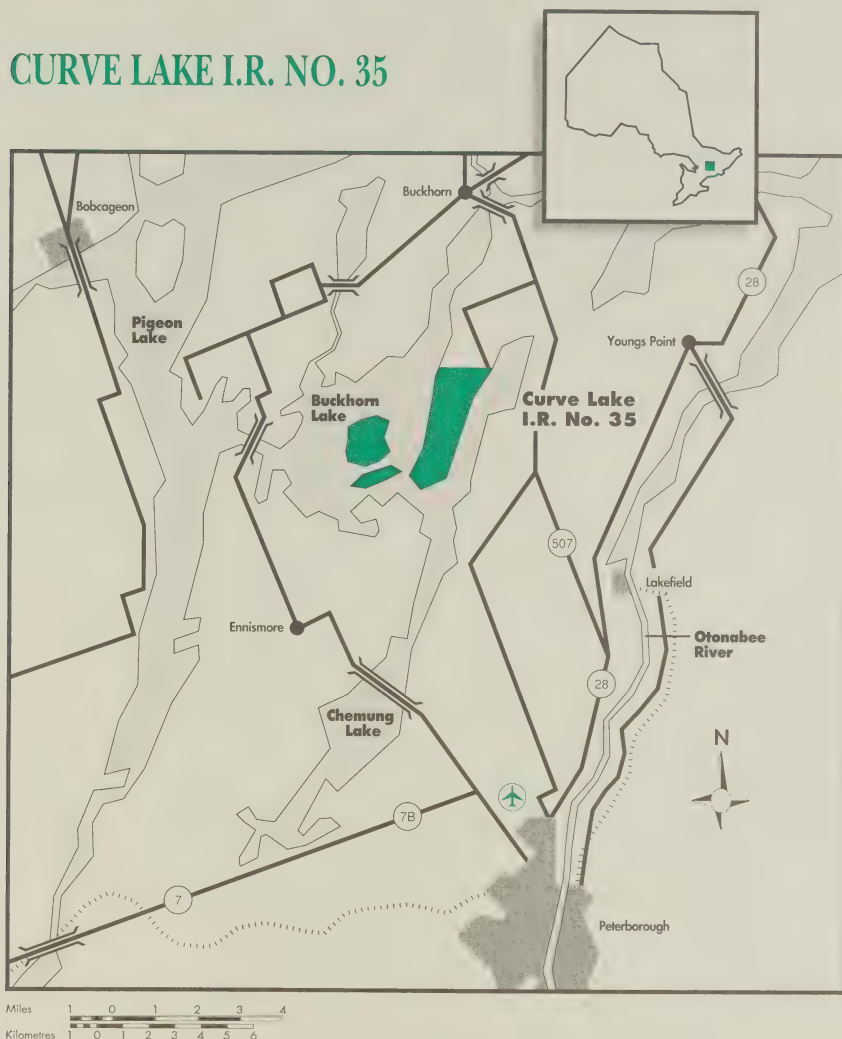 CURVE LAKE I.R. NO. 35
Bobcageon
Buckhorn
28
Pigeon
Lake
Youngs Point
Buckhorn
Lake
Curve Lake
I.R. No. 35
507
Lakefield
Ennismore
Otonabee
River
28
Chemung
Lake
N
7B
7
Peterborough
Miles 1 0 1 2 3 4
Kilometres 1 0 1 2 3 4 5 6